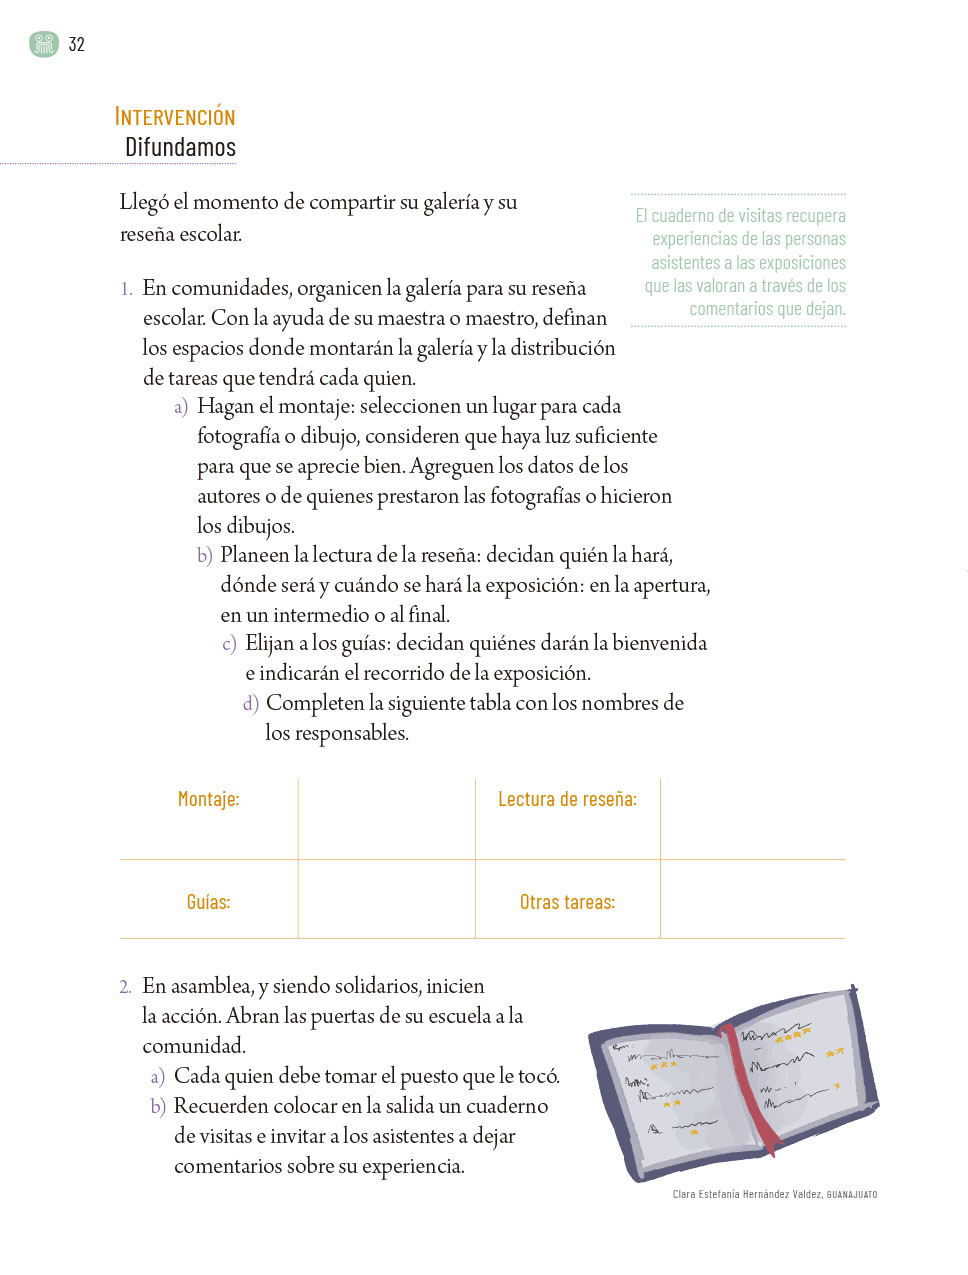 32
INTERVENCIÓN
Difundamos
Llegó el momento de compartir su galería y su
reseña escolar.
El cuaderno de visitas recupera
experiencias de las personas
asistentes a las exposiciones
que las valoran a través de los
comentarios que dejan.
1. En comunidades, organicen la galería para su reseña
escolar. Con la ayuda de su maestra o maestro, definan
los espacios donde montarán la galería y la distribución
de tareas que tendrá cada quien.
a) Hagan el montaje: seleccionen un lugar para cada
fotografía o dibujo, consideren que haya luz suficiente
para que se aprecie bien. Agreguen los datos de los
autores o de quienes prestaron las fotografías o hicieron
los dibujos.
b) Planeen la lectura de la reseña: decidan quién la hará,
dónde será y cuándo se hará la exposición: en la apertura,
en un intermedio o al final.
c) Elijan a los guías: decidan quiénes darán la bienvenida
e indicarán el recorrido de la exposición.
d) Completen la siguiente tabla con los nombres de
los responsables.
Montaje:
Lectura de reseña:
Guías:
Otras tareas:
2. En asamblea, y siendo solidarios, inicien
la acción. Abran las puertas de su escuela a la
comunidad.
a) Cada quien debe tomar el puesto que le tocó.
b) Recuerden colocar en la salida un cuaderno
de visitas e invitar a los asistentes a dejar
comentarios sobre su experiencia.
Clara Estefanía Hernández Valdez, GUANAJUATO